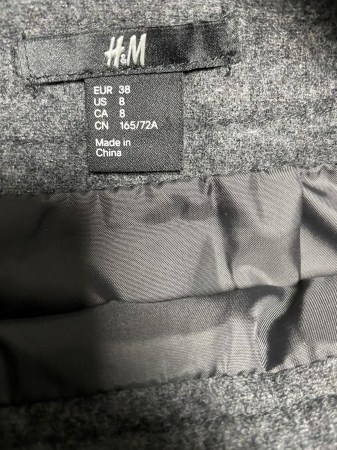 H&M
EUR 38
US 8
CA 8
CN 165/72A
Made in
China